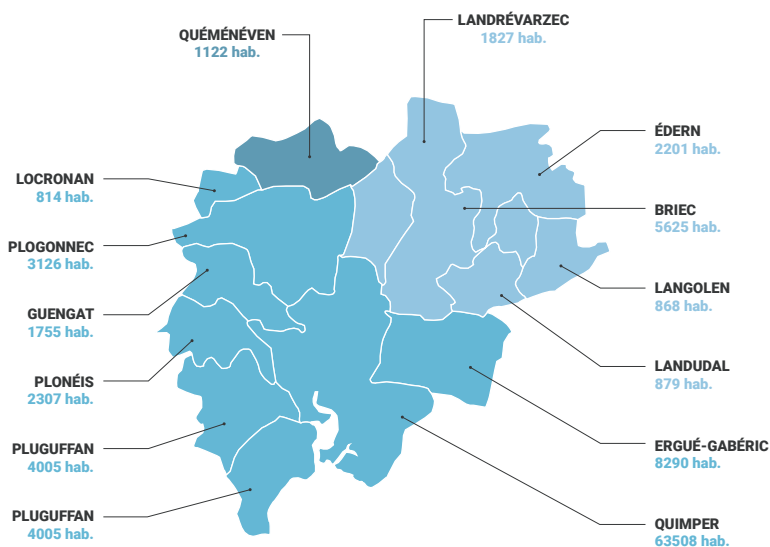 QUÉMÉNÉVEN
1122 hab.
LANDRÉVARZEC
1827 hab.
LOCRONAN
814 hab.
PLOGONNEC
3126 hab.
GUENGAT
1755 hab.
PLONÉIS
2307 hab.
PLUGUFFAN
4005 hab.
PLUGUFFAN
4005 hab.
ÉDERN
2201 hab.
BRIEC
5625 hab.
LANGOLEN
868 hab.
LANDUDAL
879 hab.
ERGUÉ-GABÉRIC
8290 hab.
QUIMPER
63508 hab.